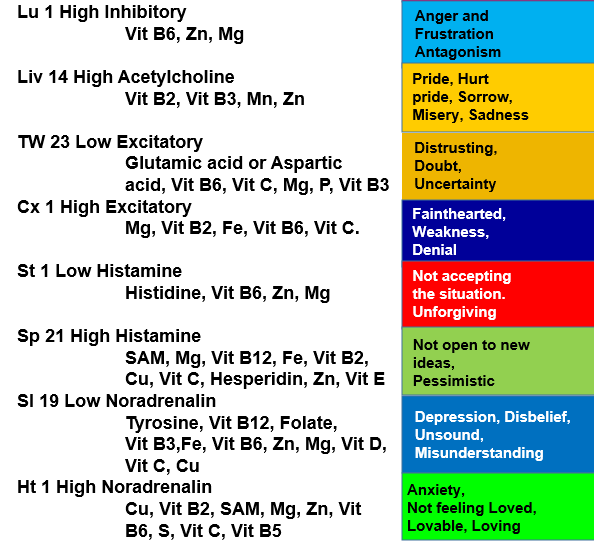 Lu 1 High Inhibitory
Vit B6, Zn, Mg
Anger and
Frustration
Antagonism
Liv 14 High Acetylcholine
Vit B2, Vit B3, Mn, Zn
Pride, Hurt
pride, Sorrow,
Misery, Sadness
TW 23 Low Excitatory
Glutamic acid or Aspartic
acid, Vit B6, Vit C, Mg, P, Vit B3
Distrusting,
Doubt,
Uncertainty
Cx 1 High Excitatory
Mg, Vit B2, Fe, Vit B6, Vit C.
Fainthearted,
Weakness,
Denial
St 1 Low Histamine
Histidine, Vit B6, Zn, Mg
Not accepting
the situation.
Unforgiving
Sp 21 High Histamine
SAM, Mg, Vit B12, Fe, Vit B2,
Cu, Vit C, Hesperidin, Zn, Vit E
Not open to new
ideas,
Pessimistic
SI 19 Low Noradrenalin
Tyrosine, Vit B12, Folate,
Vit B3,Fe, Vit B6, Zn, Mg, Vit D,
Vit C, Cu
Depression, Disbelief,
Unsound,
Misunderstanding
Ht 1 High Noradrenalin
Cu, Vit B2, SAM, Mg, Zn, Vit
B6, S, Vit C, Vit B5
Anxiety,
Not feeling Loved,
Lovable, Loving